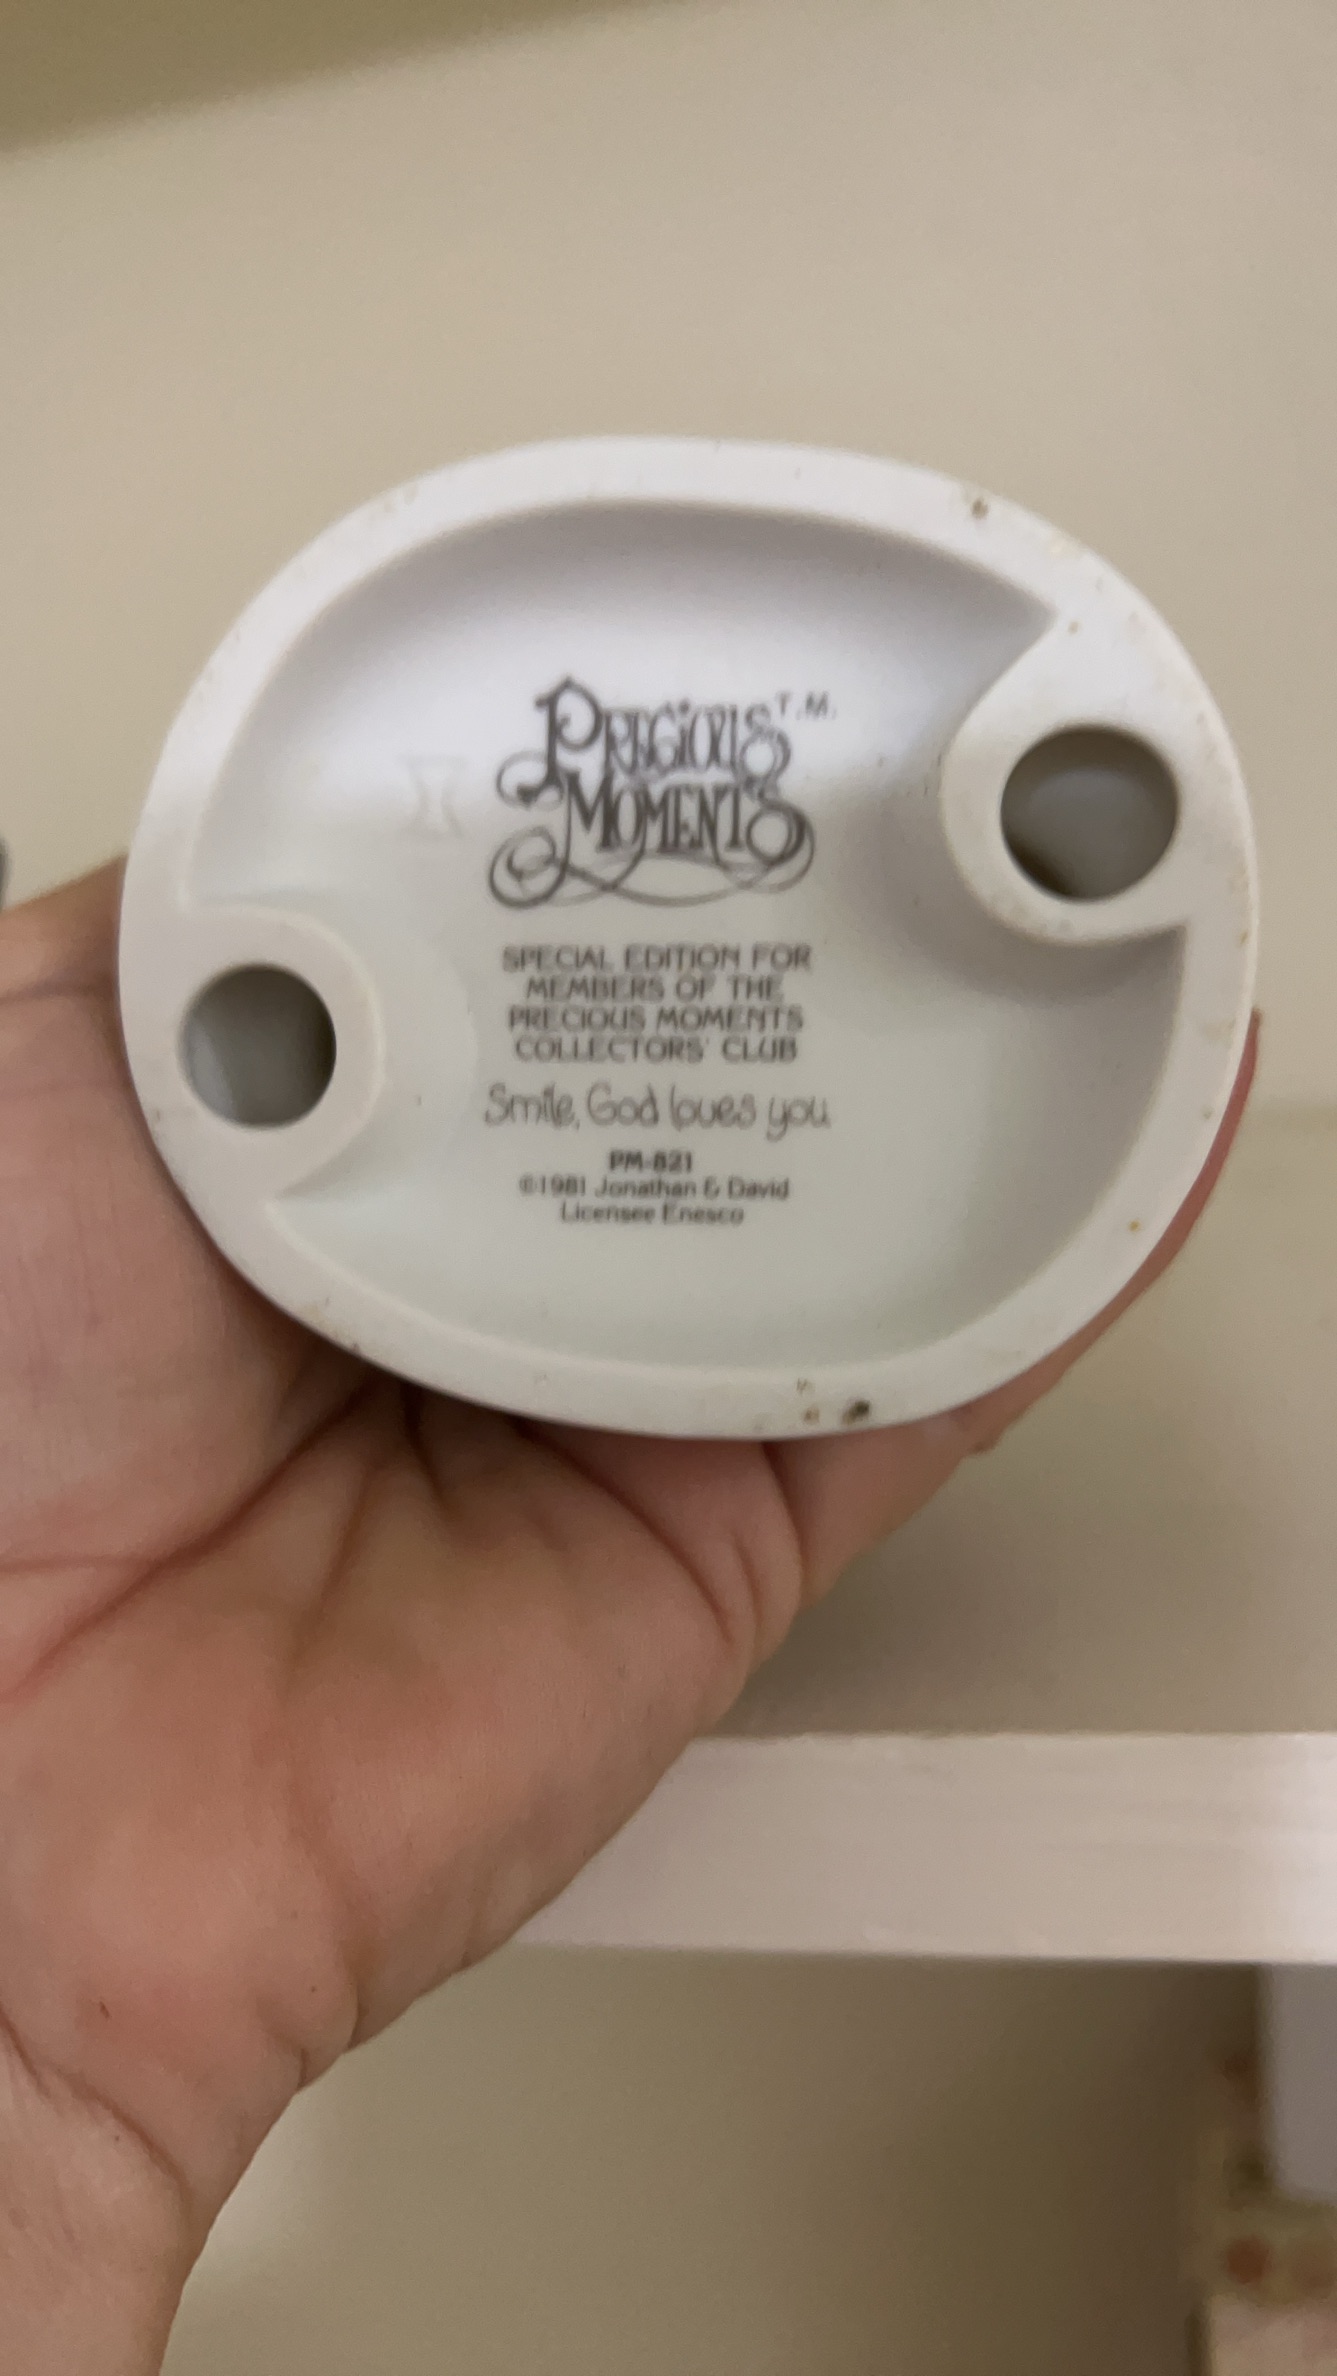 PRECIOUS T.M.
MOMENTS
SPECIAL EDITION FOR
MEMBERS OF THE
PRECIOUS MOMENTS
COLLECTORS' CLUB
Smile, God loves you
PM-821
©1981 Jonathan & David
Licensee Enesco